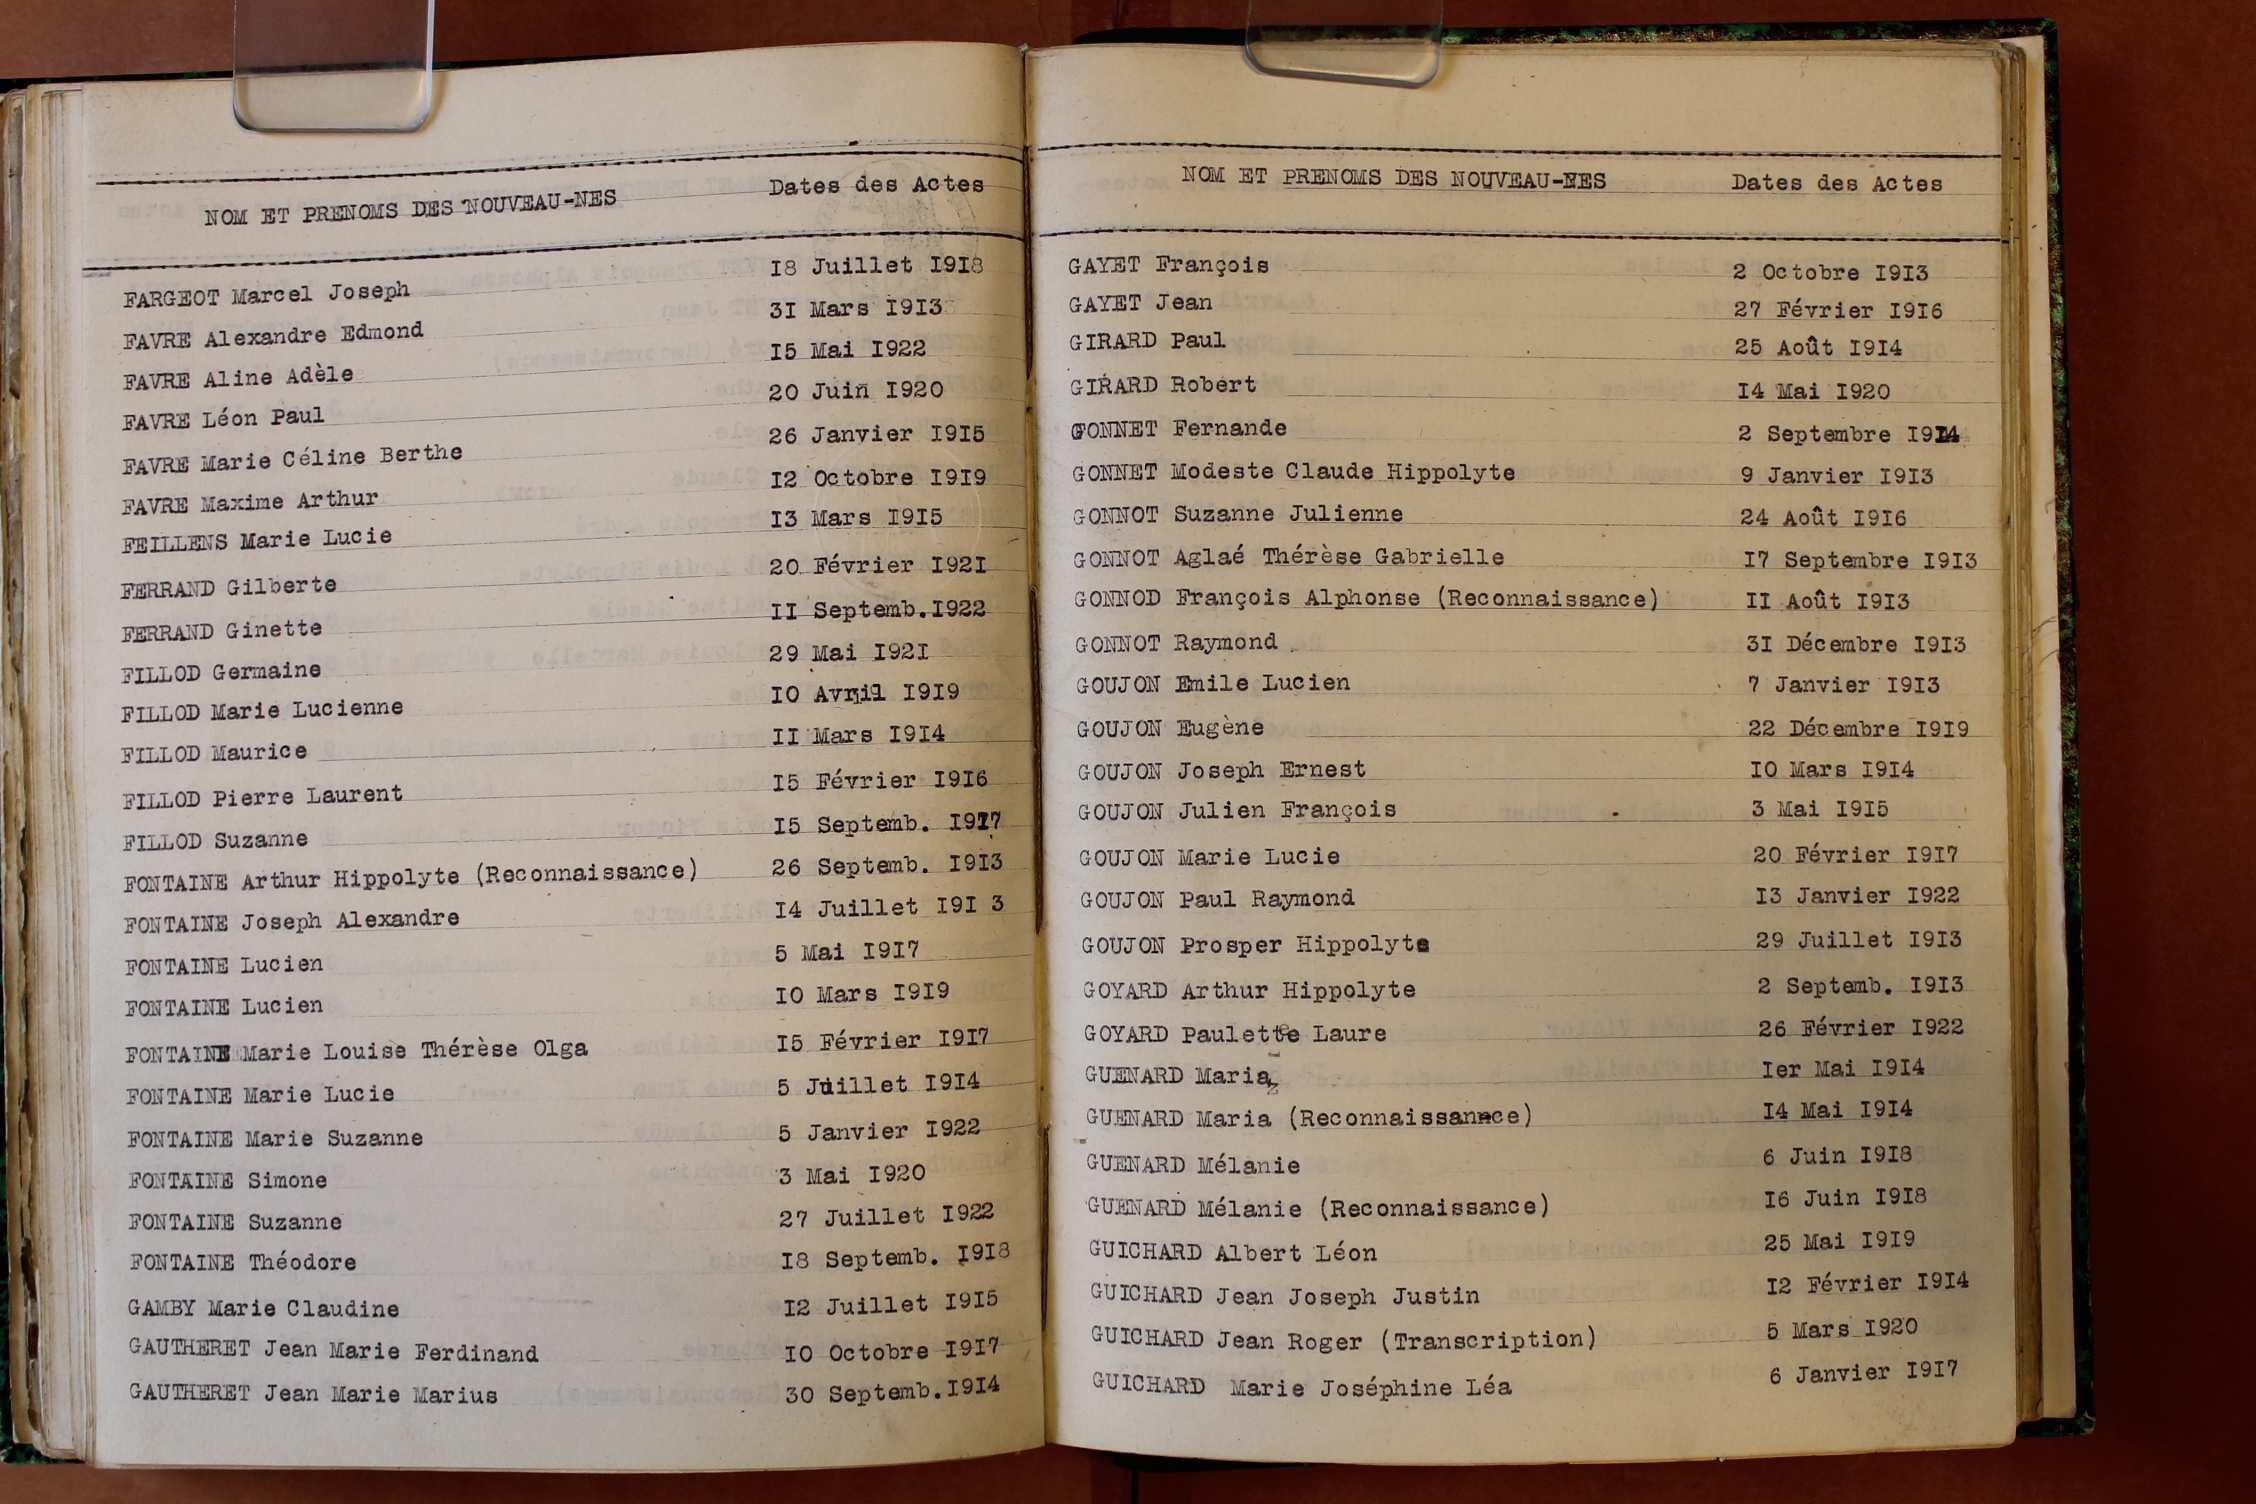 NOM ET PRENOMS DES NOUVEAU-NES Dates des Actes
FARGEOT Marcel Joseph 18 Juillet 1918
FAVRE Alexandre Edmond 31 Mars 1913
FAVRE Aline Adèle 15 Mai 1922
FAVRE Léon Paul 20 Juin 1920
FAVRE Marie Céline Berthe 26 Janvier 1915
FAVRE Maxime Arthur 12 Octobre 1919
FEILLENS Marie Lucie 13 Mars 1915
FERRAND Gilberte 20 Février 1921
FERRAND Ginette 11 Septemb.1922
FILLOD Germaine 29 Mai 1921
FILLOD Marie Lucienne 10 Avril 1919
FILLOD Maurice 11 Mars 1914
FILLOD Pierre Laurent 15 Février 1916
FILLOD Suzanne 15 Septemb. 1917
FONTAINE Arthur Hippolyte (Reconnaissance) 26 Septemb. 1913
FONTAINE Joseph Alexandre 14 Juillet 191 3
FONTAINE Lucien 5 Mai 1917
FONTAINE Lucien 10 Mars 1919
FONTAINE Marie Louise Thérèse Olga 15 Février 1917
FONTAINE Marie Lucie 5 Juillet 1914
FONTAINE Marie Suzanne 5 Janvier 1922
FONTAINE Simone 3 Mai 1920
FONTAINE Suzanne 27 Juillet 1922
FONTAINE Théodore 18 Septemb. 1918
GAMBY Marie Claudine 12 Juillet 1915
GAUTHERET Jean Marie Ferdinand 10 Octobre 1917
GAUTHERET Jean Marie Marius 30 Septemb.1914
NOM ET PRENOMS DES NOUVEAU-NES Dates des Actes
GAYET François 2 Octobre 1913
GAYET Jean 27 Février 1916
GIRARD Paul 25 Août 1914
GIRARD Robert 14 Mai 1920
GONNET Fernande 2 Septembre 1914
GONNET Modeste Claude Hippolyte 9 Janvier 1913
GONNOT Suzanne Julienne 24 Août 1916
GONNOT Aglaé Thérèse Gabrielle 17 Septembre 1913
GONNOD François Alphonse (Reconnaissance) 11 Août 1913
GONNOT Raymond 31 Décembre 1913
GOUJON Emile Lucien 7 Janvier 1913
GOUJON Eugène 22 Décembre 1919
GOUJON Joseph Ernest 10 Mars 1914
GOUJON Julien François 3 Mai 1915
GOUJON Marie Lucie 20 Février 1917
GOUJON Paul Raymond 13 Janvier 1922
GOUJON Prosper Hippolyte 29 Juillet 1913
GOYARD Arthur Hippolyte 2 Septemb. 1913
GOYARD Paulette Laure 26 Février 1922
GUENARD Maria 1er Mai 1914
GUENARD Maria (Reconnaissance) 14 Mai 1914
GUENARD Mélanie 6 Juin 1918
GUENARD Mélanie (Reconnaissance) 16 Juin 1918
GUICHARD Albert Léon 25 Mai 1919
GUICHARD Jean Joseph Justin 12 Février 1914
GUICHARD Jean Roger (Transcription) 5 Mars 1920
GUICHARD Marie Joséphine Léa 6 Janvier 1917